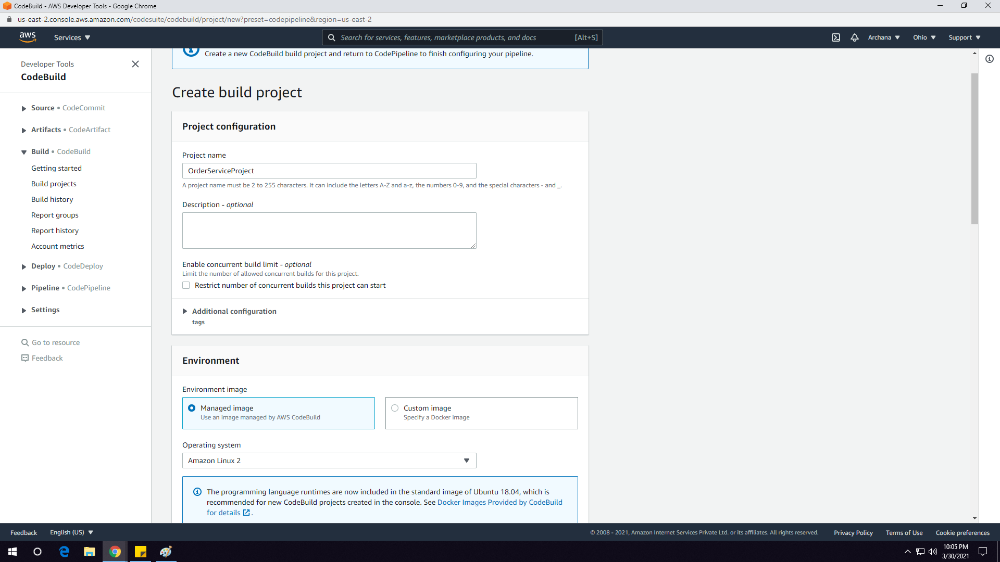 CodeBuild - AWS Developer Tools - Google Chrome
us-east-2.console.aws.amazon.com/codesuite/codebuild/project/new?preset=codepipeline&region=us-east-2
aws
Services
Search for services, features, marketplace products, and docs
[Alt+S]
Archana
Ohio
Support
Developer Tools
CodeBuild
Source • CodeCommit
Artifacts • CodeArtifact
Build • CodeBuild
Getting started
Build projects
Build history
Report groups
Report history
Account metrics
Deploy • CodeDeploy
Pipeline • CodePipeline
Settings
Go to resource
Feedback
Create a new CodeBuild build project and return to CodePipeline to finish configuring your pipeline.
Create build project
Project configuration
Project name
OrderServiceProject
A project name must be 2 to 255 characters. It can include the letters A-Z and a-z, the numbers 0-9, and the special characters - and _.
Description - optional
Enable concurrent build limit - optional
Limit the number of allowed concurrent builds for this project.
Restrict number of concurrent builds this project can start
Additional configuration
tags
Environment
Environment image
Managed image
Use an image managed by AWS CodeBuild
Custom image
Specify a Docker image
Operating system
Amazon Linux 2
The programming language runtimes are now included in the standard image of Ubuntu 18.04, which is
recommended for new CodeBuild projects created in the console. See Docker Images Provided by CodeBuild
for details .
Feedback
English (US)
© 2008 - 2021, Amazon Internet Services Private Ltd. or its affiliates. All rights reserved.
Privacy Policy
Terms of Use
Cookie preferences
10:05 PM
3/30/2021